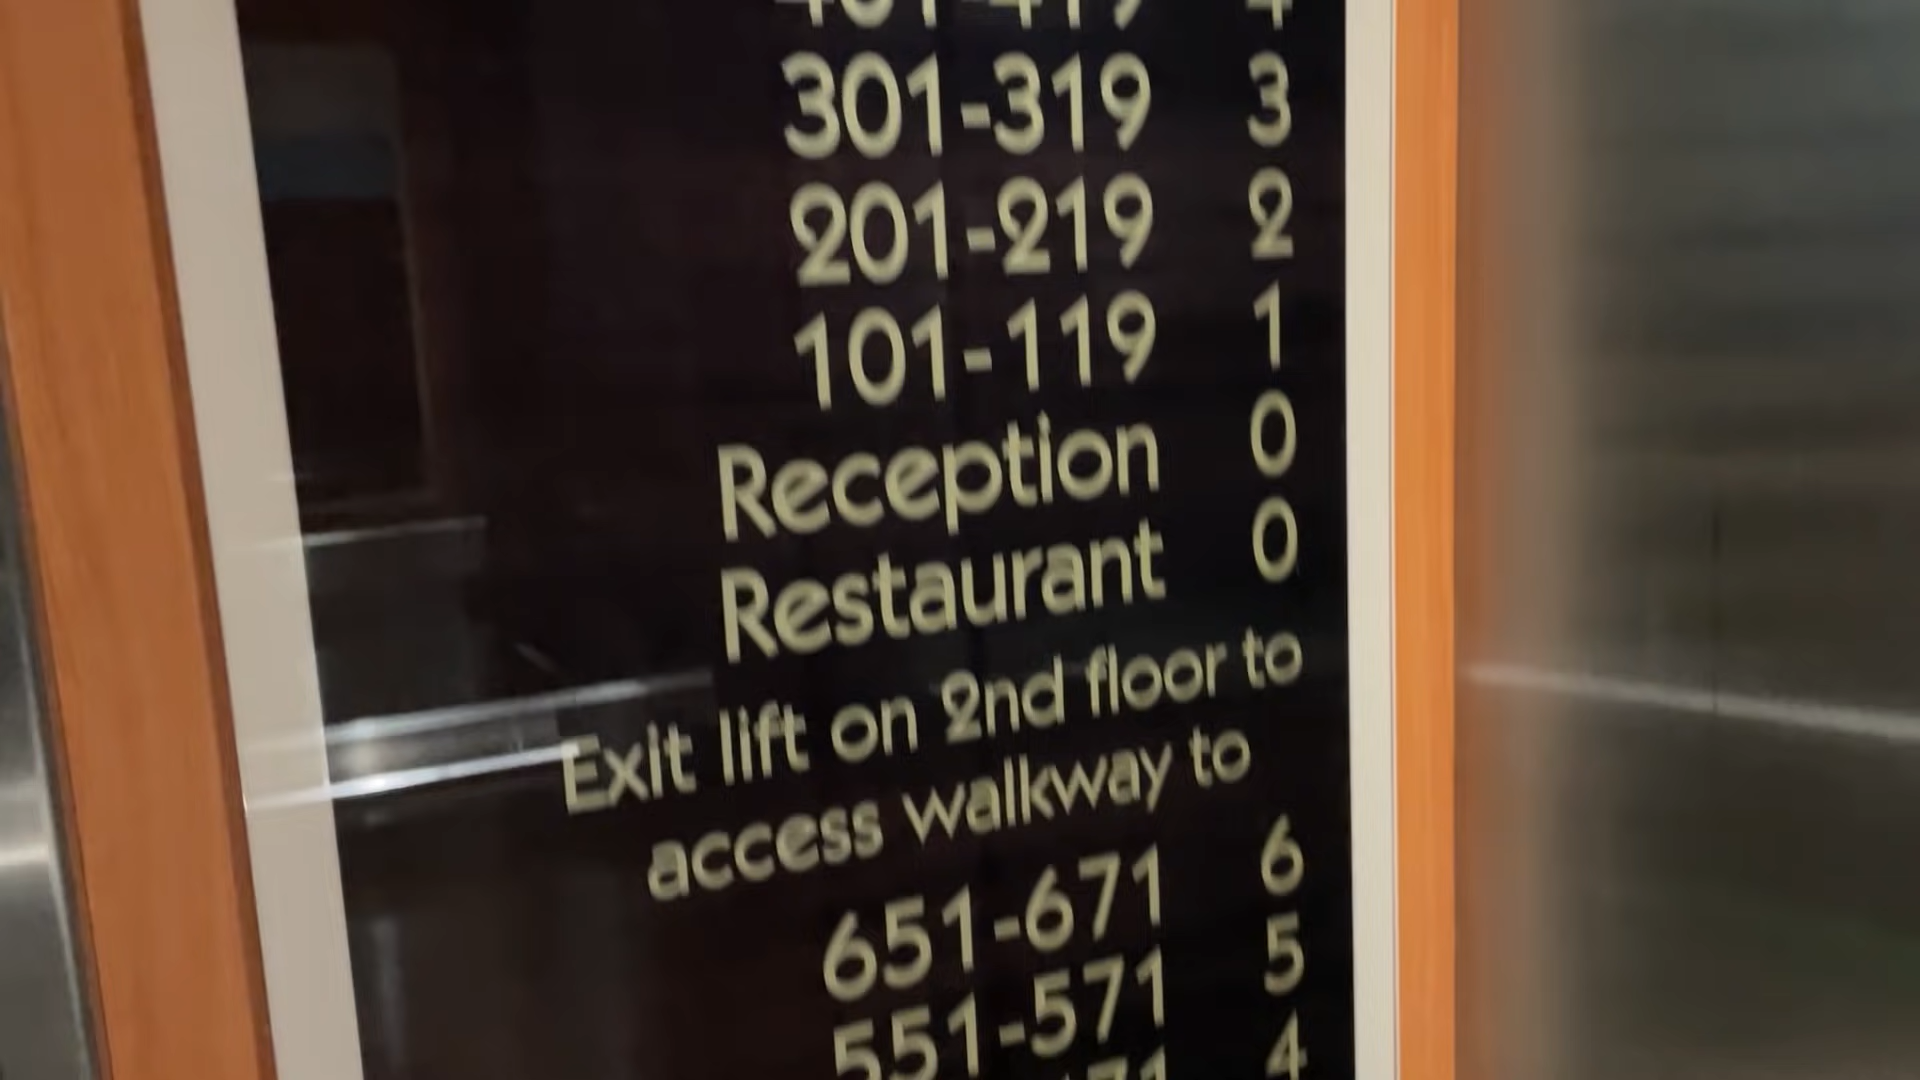 301-319 3
201-219 2
101-119 1
Reception 0
Restaurant 0
Exit lift on 2nd floor to
access walkway to
651-671 6
551-571 5
4